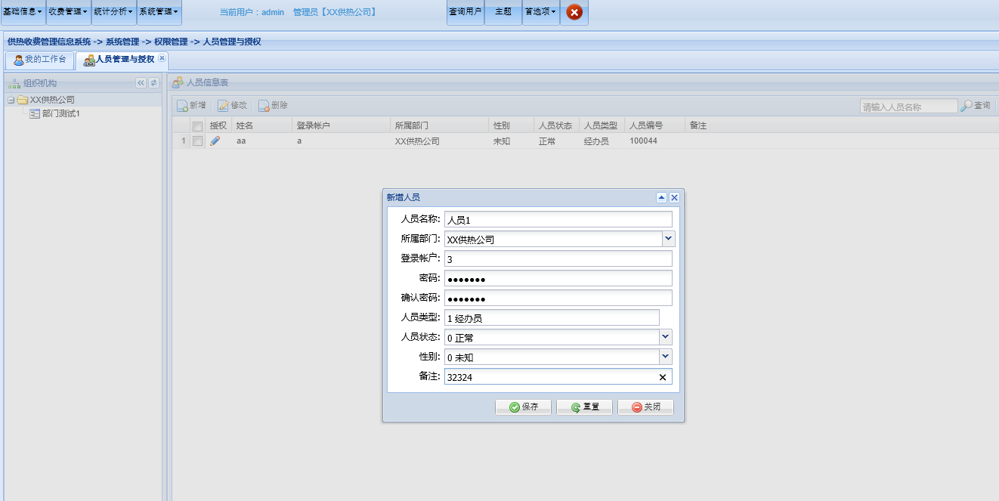 基础信息 收费管理 统计分析 系统管理 当前用户：admin 管理员【XX供热公司】 查询用户 主题 首选项
供热收费管理信息系统 -> 系统管理 -> 权限管理 -> 人员管理与授权
我的工作台 人员管理与授权
组织机构 人员信息表
XX供热公司
部门测试1
新增 修改 删除 请输入人员名称 查询
授权 姓名 登录帐户 所属部门 性别 人员状态 人员类型 人员编号 备注
1 aa a XX供热公司 未知 正常 经办员 100044
新增人员
人员名称: 人员1
所属部门: XX供热公司
登录帐户: 3
密码: ●●●●●●●
确认密码: ●●●●●●●
人员类型: 1 经办员
人员状态: 0 正常
性别: 0 未知
备注: 32324
保存 重置 关闭